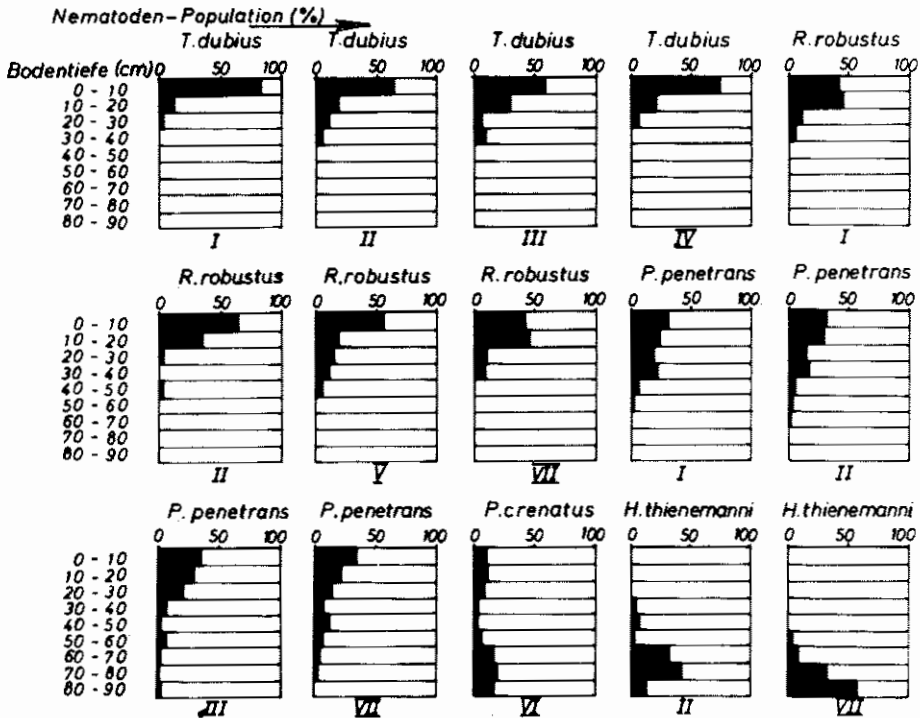 Nematoden-Population (%)
T. dubius T. dubius T. dubius T. dubius R. robustus
Bodentiefe (cm) 0 50 100 0 50 100 0 50 100 0 50 100 0 50 100
0 - 10
10 - 20
20 - 30
30 - 40
40 - 50
50 - 60
60 - 70
70 - 80
80 - 90
I II III IV I
R. robustus R. robustus R. robustus P. penetrans P. penetrans
0 50 100 0 50 100 0 50 100 0 50 100 0 50 100
0 - 10
10 - 20
20 - 30
30 - 40
40 - 50
50 - 60
60 - 70
70 - 80
80 - 90
II V VII I II
P. penetrans P. penetrans P. crenatus H. thienemanni H. thienemanni
0 50 100 0 50 100 0 50 100 0 50 100 0 50 100
0 - 10
10 - 20
20 - 30
30 - 40
40 - 50
50 - 60
60 - 70
70 - 80
80 - 90
III VII VI II VII